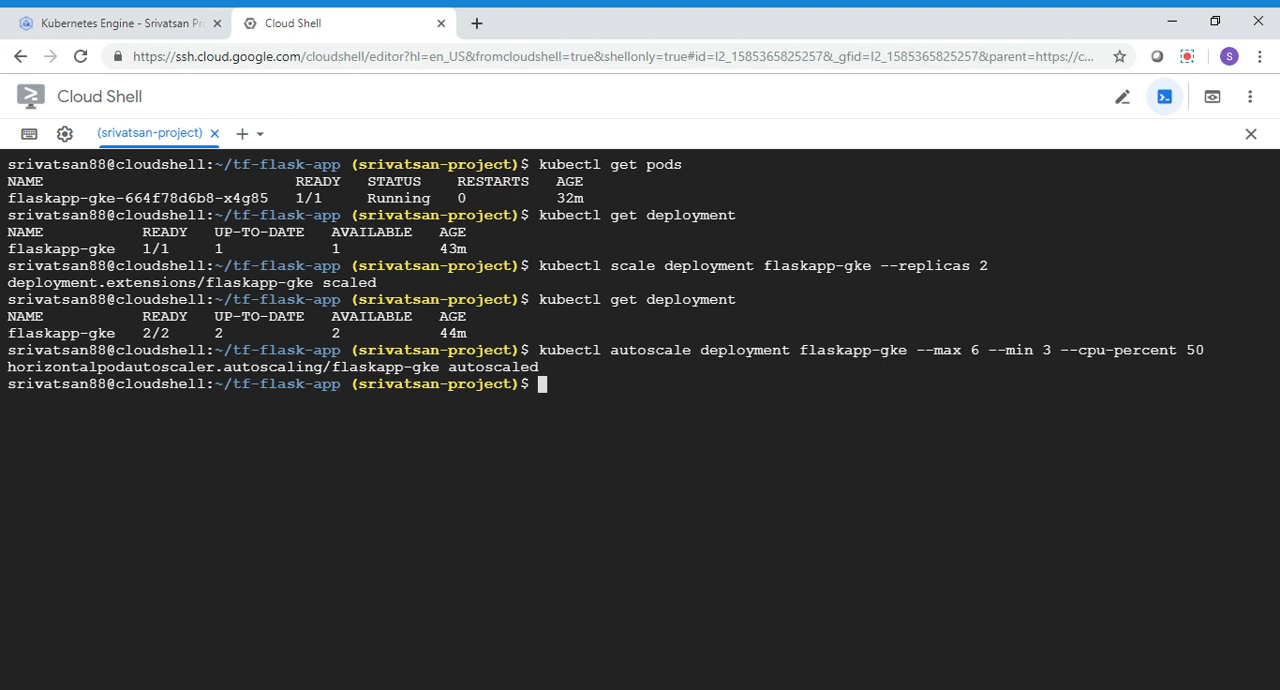 Kubernetes Engine - Srivatsan Pr
Cloud Shell
https://ssh.cloud.google.com/cloudshell/editor?hl=en_US&fromcloudshell=true&shellonly=true#id=I2_1585365825257&_gfid=I2_1585365825257&parent=https://c...
S
Cloud Shell
(srivatsan-project)
srivatsan88@cloudshell:~/tf-flask-app (srivatsan-project)$ kubectl get pods
NAME READY STATUS RESTARTS AGE
flaskapp-gke-664f78d6b8-x4g85 1/1 Running 0 32m
srivatsan88@cloudshell:~/tf-flask-app (srivatsan-project)$ kubectl get deployment
NAME READY UP-TO-DATE AVAILABLE AGE
flaskapp-gke 1/1 1 1 43m
srivatsan88@cloudshell:~/tf-flask-app (srivatsan-project)$ kubectl scale deployment flaskapp-gke --replicas 2
deployment.extensions/flaskapp-gke scaled
srivatsan88@cloudshell:~/tf-flask-app (srivatsan-project)$ kubectl get deployment
NAME READY UP-TO-DATE AVAILABLE AGE
flaskapp-gke 2/2 2 2 44m
srivatsan88@cloudshell:~/tf-flask-app (srivatsan-project)$ kubectl autoscale deployment flaskapp-gke --max 6 --min 3 --cpu-percent 50
horizontalpodautoscaler.autoscaling/flaskapp-gke autoscaled
srivatsan88@cloudshell:~/tf-flask-app (srivatsan-project)$